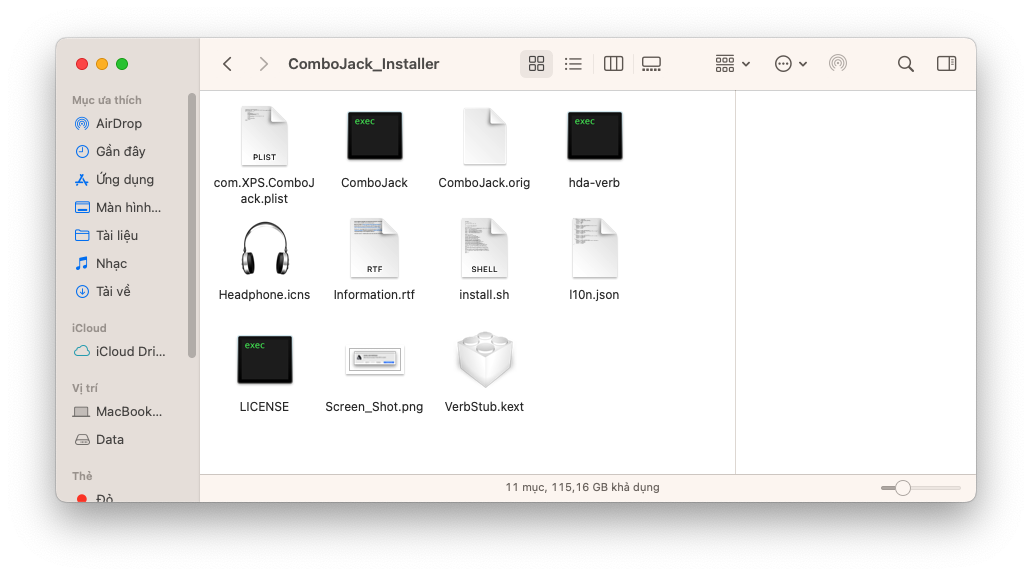 ComboJack_Installer
Mục ưa thích
AirDrop
Gần đây
Ứng dụng
Màn hình...
Tài liệu
Nhạc
Tải về
iCloud
iCloud Dri...
Vị trí
MacBook...
Data
Thẻ
Đỏ
PLIST
com.XPS.ComboJ
ack.plist
exec
ComboJack
ComboJack.orig
exec
hda-verb
Headphone.icns
RTF
Information.rtf
SHELL
install.sh
l10n.json
exec
LICENSE
Screen_Shot.png
VerbStub.kext
11 mục, 115,16 GB khả dụng